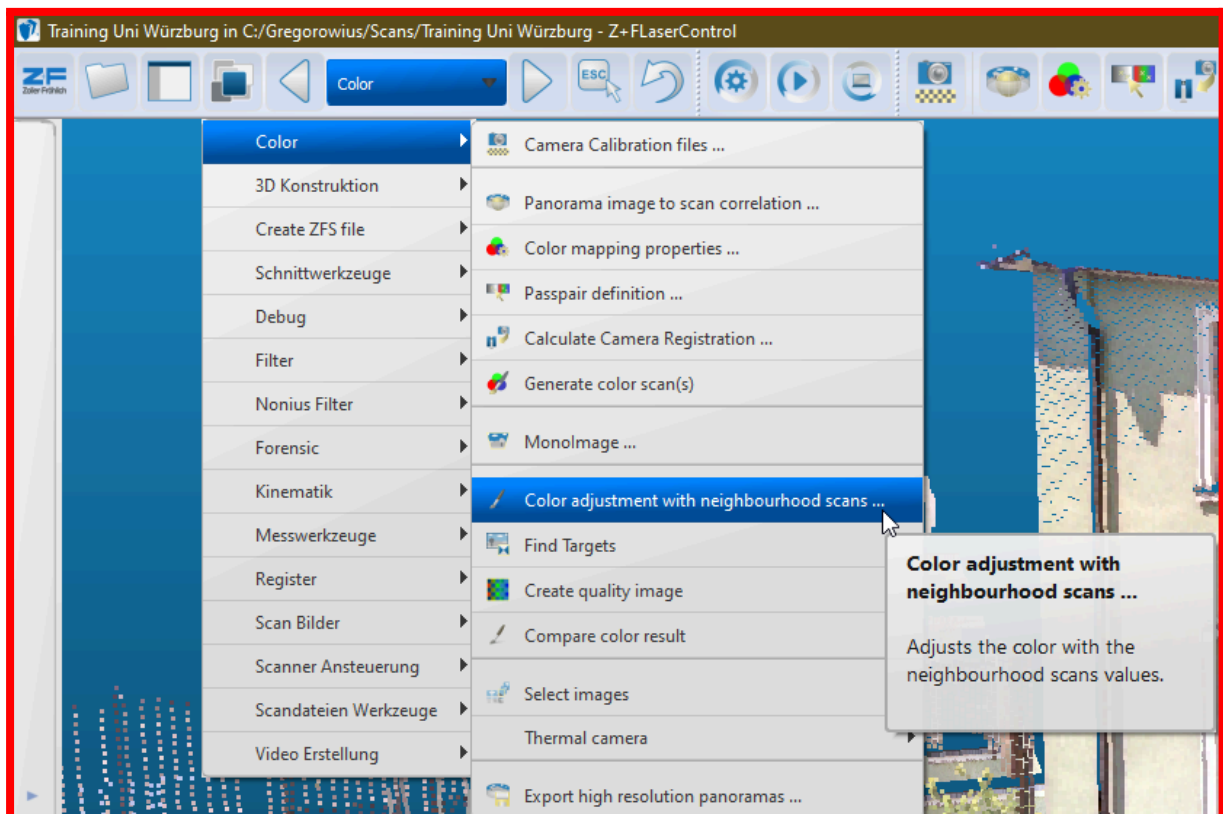 Training Uni Würzburg in C:/Gregorowius/Scans/Training Uni Würzburg - Z+FLaserControl
ZF
Zoller+Fröhlich
Color
ESC
n
Color
3D Konstruktion
Create ZFS file
Schnittwerkzeuge
Debug
Filter
Nonius Filter
Forensic
Kinematik
Messwerkzeuge
Register
Scan Bilder
Scanner Ansteuerung
Scandateien Werkzeuge
Video Erstellung
Camera Calibration files ...
Panorama image to scan correlation ...
Color mapping properties ...
Passpair definition ...
n
Calculate Camera Registration ...
Generate color scan(s)
MonoImage ...
Color adjustment with neighbourhood scans ...
Find Targets
Create quality image
Compare color result
Select images
Thermal camera
Export high resolution panoramas ...
Color adjustment with
neighbourhood scans ...
Adjusts the color with the
neighbourhood scans values.